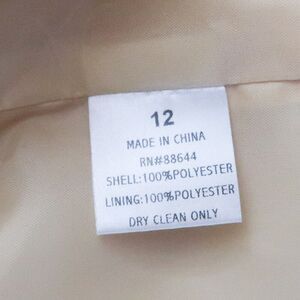 12
MADE IN CHINA
RN#88644
SHELL:100%POLYESTER
LINING:100%POLYESTER
DRY CLEAN ONLY